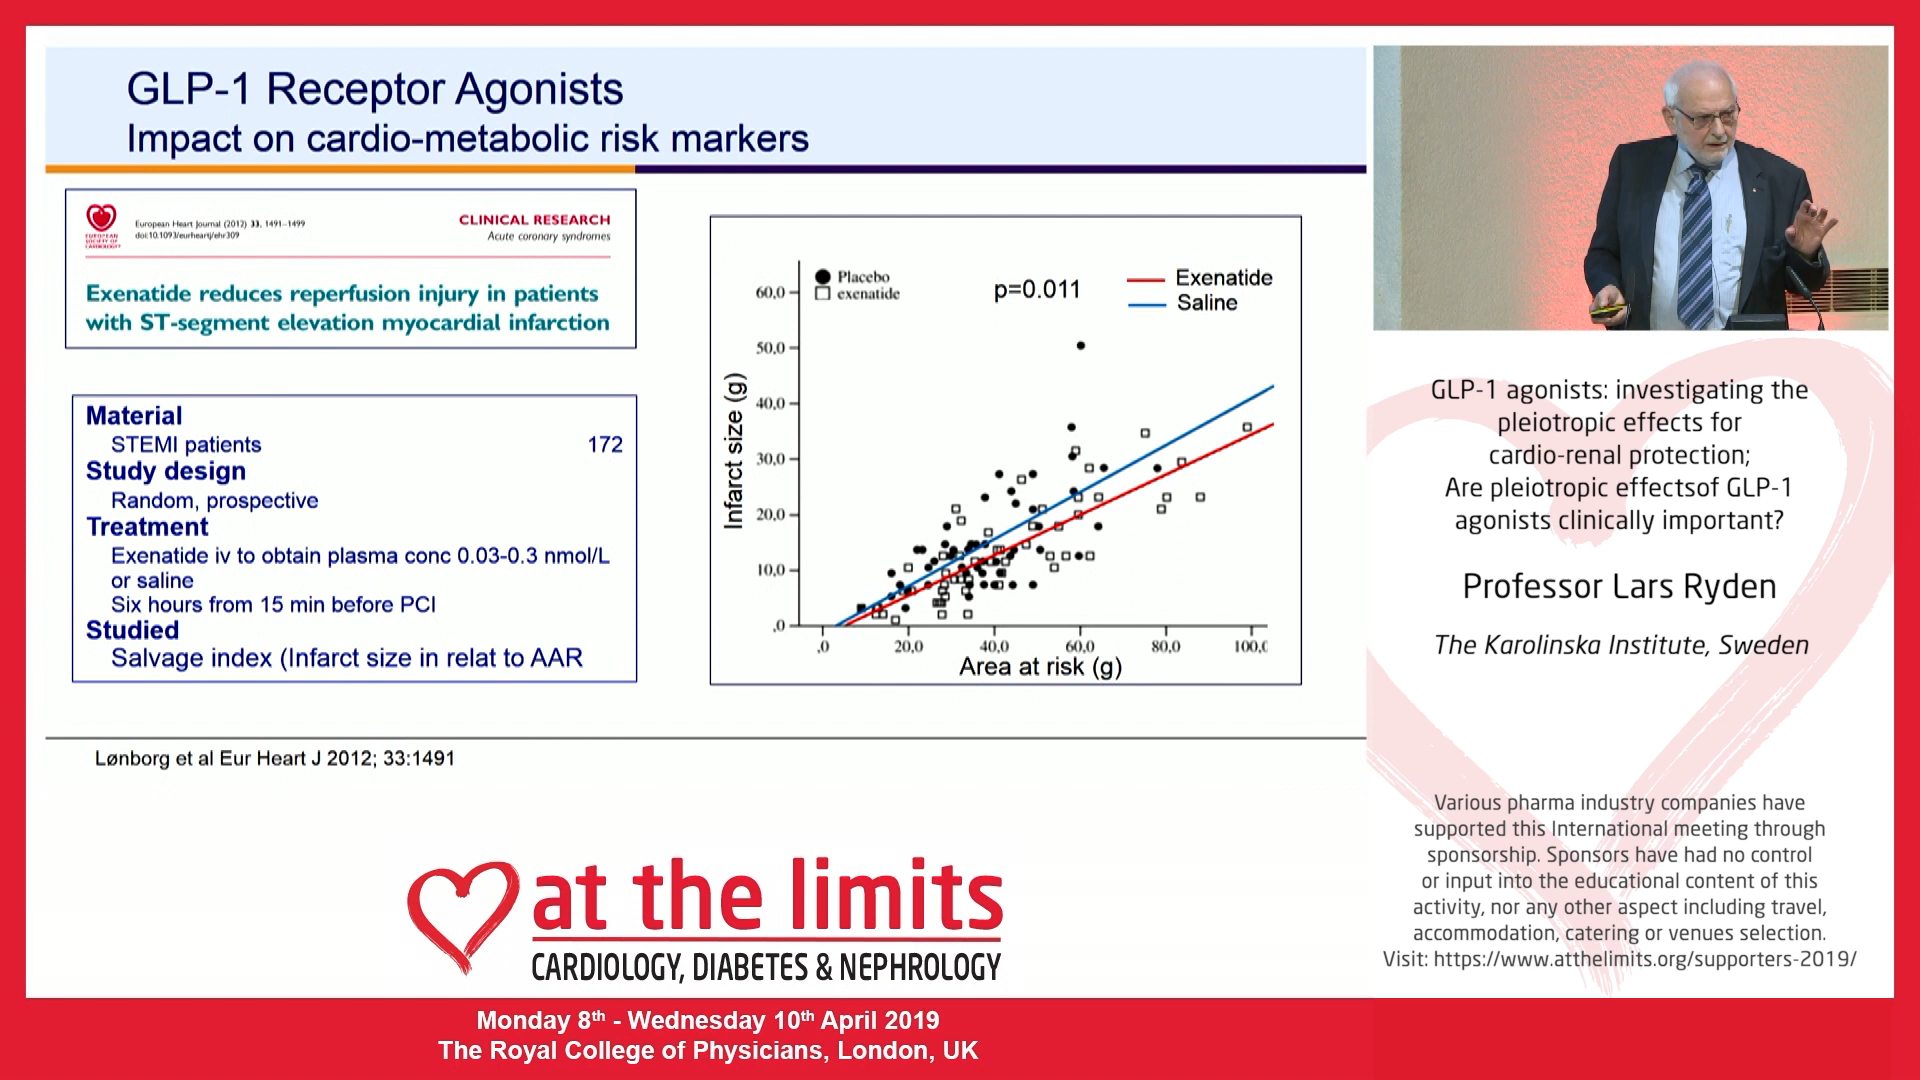 GLP-1 Receptor Agonists
Impact on cardio-metabolic risk markers
EUROPEAN
SOCIETY OF
CARDIOLOGY®
European Heart Journal (2012) 33, 1491–1499
doi:10.1093/eurheartj/ehr309
CLINICAL RESEARCH
Acute coronary syndromes
Exenatide reduces reperfusion injury in patients
with ST-segment elevation myocardial infarction
Material
STEMI patients 172
Study design
Random, prospective
Treatment
Exenatide iv to obtain plasma conc 0.03-0.3 nmol/L
or saline
Six hours from 15 min before PCI
Studied
Salvage index (Infarct size in relat to AAR
Placebo
exenatide
p=0.011
Exenatide
Saline
Infarct size (g)
60,0
50,0
40,0
30,0
20,0
10,0
,0
,0 20,0 40,0 60,0 80,0 100,0
Area at risk (g)
Lønborg et al Eur Heart J 2012; 33:1491
at the limits
CARDIOLOGY, DIABETES & NEPHROLOGY
Monday 8th - Wednesday 10th April 2019
The Royal College of Physicians, London, UK
GLP-1 agonists: investigating the
pleiotropic effects for
cardio-renal protection;
Are pleiotropic effectsof GLP-1
agonists clinically important?
Professor Lars Ryden
The Karolinska Institute, Sweden
Various pharma industry companies have
supported this International meeting through
sponsorship. Sponsors have had no control
or input into the educational content of this
activity, nor any other aspect including travel,
accommodation, catering or venues selection.
Visit: https://www.atthelimits.org/supporters-2019/